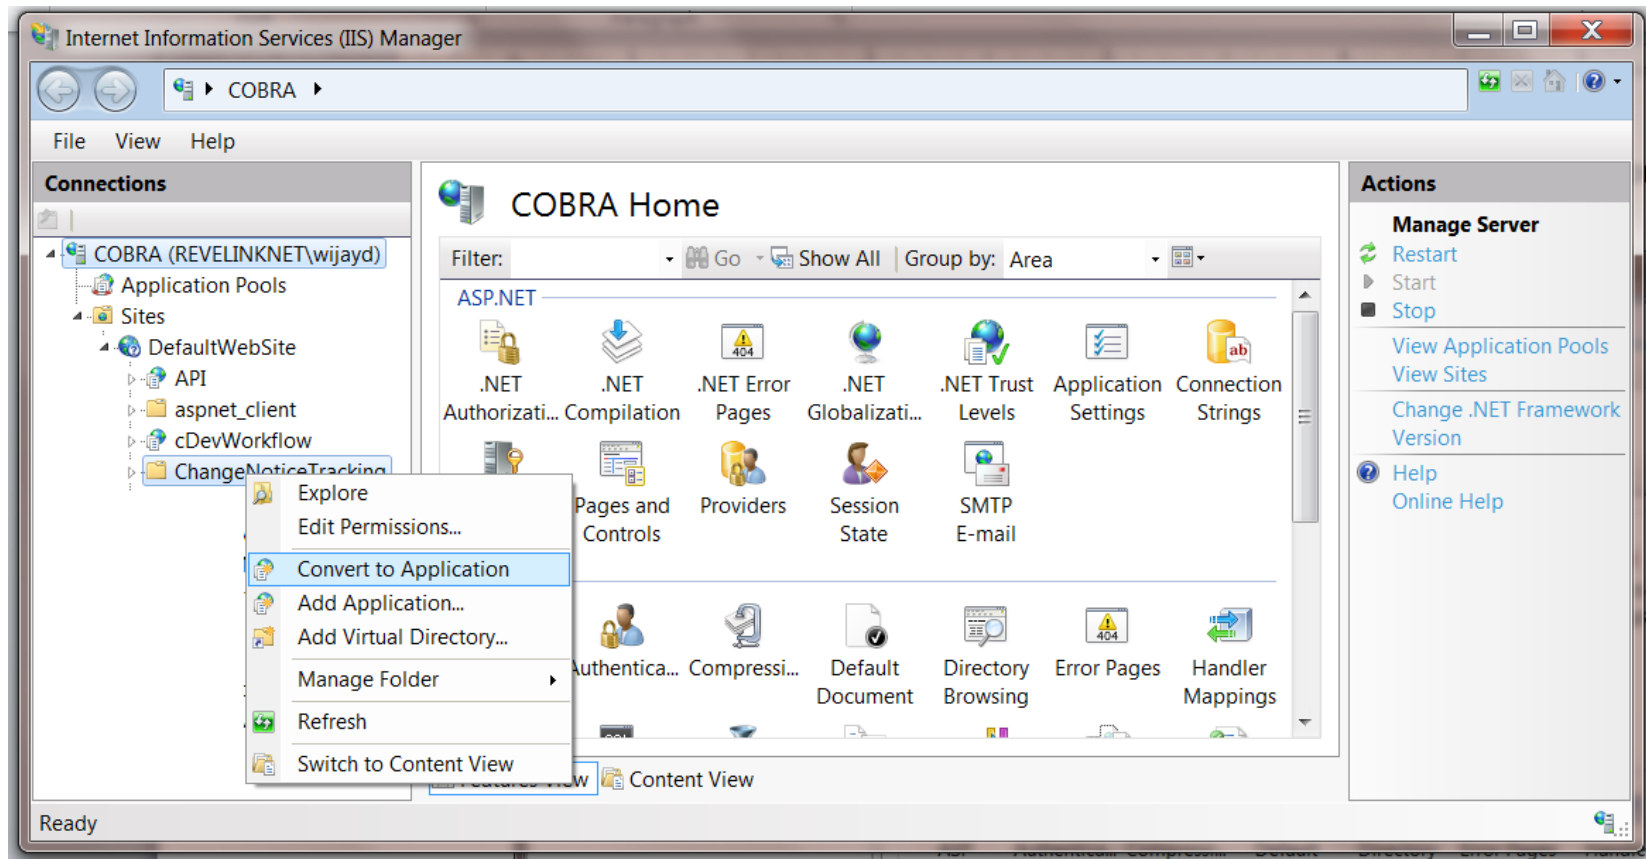 Internet Information Services (IIS) Manager
COBRA
File View Help
Connections
COBRA (REVELINKNET\wijayd)
Application Pools
Sites
DefaultWebSite
API
aspnet_client
cDevWorkflow
ChangeNoticeTracking
Explore
Edit Permissions...
Convert to Application
Add Application...
Add Virtual Directory...
Manage Folder
Refresh
Switch to Content View
COBRA Home
Filter: Go Show All Group by: Area
ASP.NET
.NET Authorizati...
.NET Compilation
404
.NET Error Pages
.NET Globalizati...
.NET Trust Levels
Application Settings
ab
Connection Strings
Pages and Controls
Providers
Session State
SMTP E-mail
Authentica...
Compressi...
Default Document
Directory Browsing
404
Error Pages
Handler Mappings
Content View
Actions
Manage Server
Restart
Start
Stop
View Application Pools
View Sites
Change .NET Framework
Version
Help
Online Help
Ready